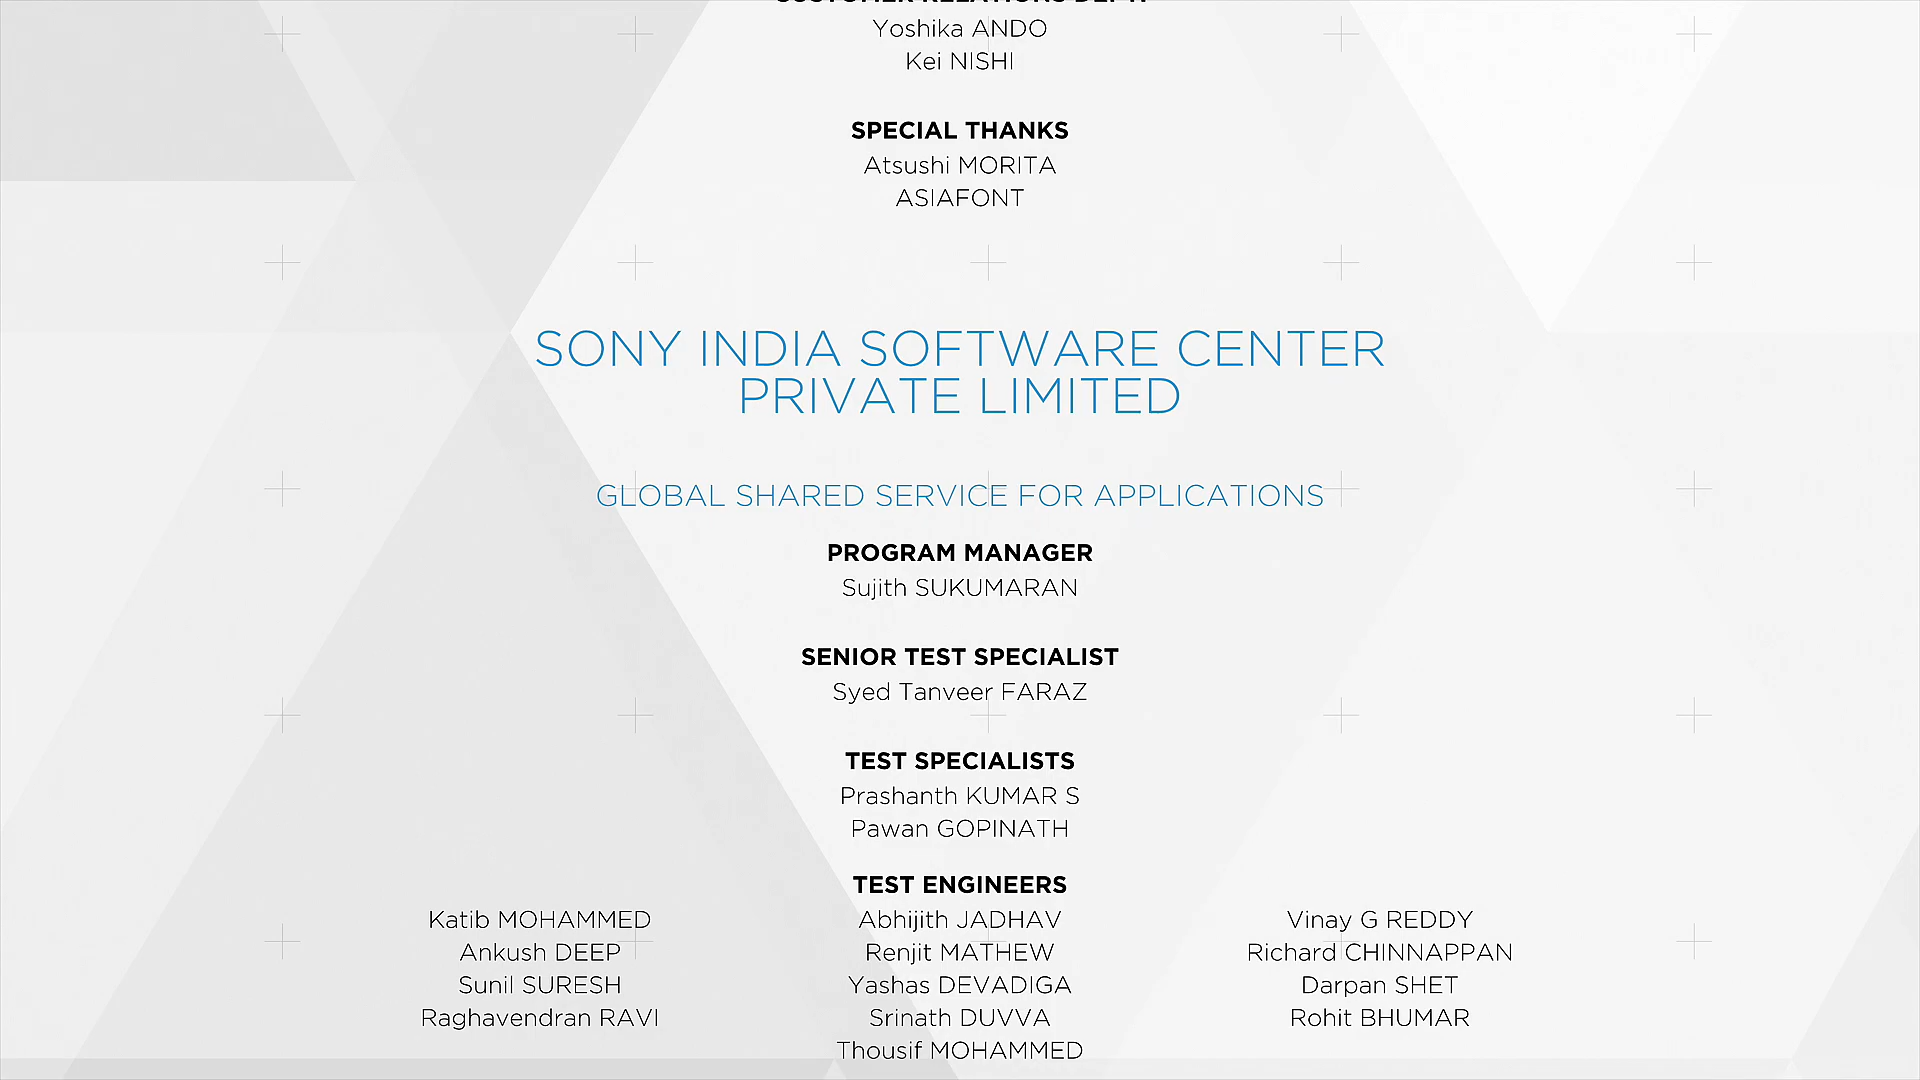 CUSTOMER RELATIONS DEPT.
Yoshika ANDO
Kei NISHI
SPECIAL THANKS
Atsushi MORITA
ASIAFONT
SONY INDIA SOFTWARE CENTER
PRIVATE LIMITED
GLOBAL SHARED SERVICE FOR APPLICATIONS
PROGRAM MANAGER
Sujith SUKUMARAN
SENIOR TEST SPECIALIST
Syed Tanveer FARAZ
TEST SPECIALISTS
Prashanth KUMAR S
Pawan GOPINATH
TEST ENGINEERS
Katib MOHAMMED
Ankush DEEP
Sunil SURESH
Raghavendran RAVI
Abhijith JADHAV
Renjit MATHEW
Yashas DEVADIGA
Srinath DUVVA
Thousif MOHAMMED
Vinay G REDDY
Richard CHINNAPPAN
Darpan SHET
Rohit BHUMAR